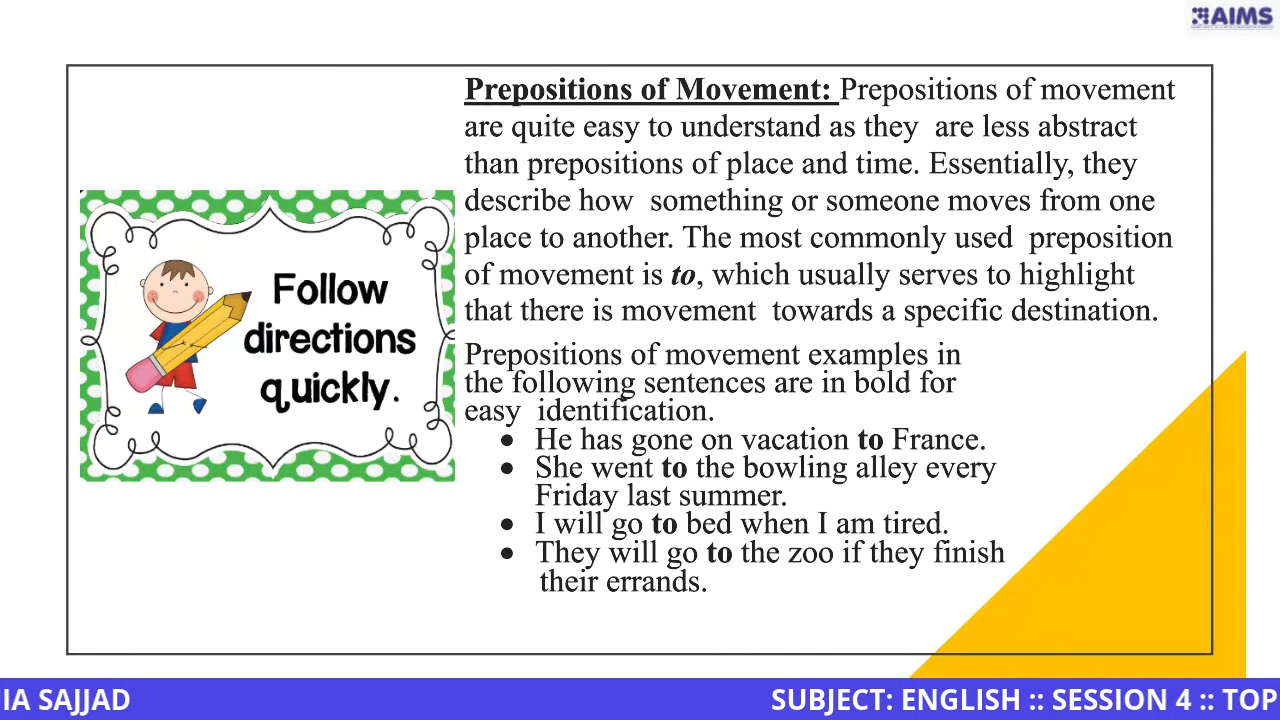 AIMS
Prepositions of Movement: Prepositions of movement
are quite easy to understand as they are less abstract
than prepositions of place and time. Essentially, they
describe how something or someone moves from one
place to another. The most commonly used preposition
of movement is to, which usually serves to highlight
that there is movement towards a specific destination.
Follow
directions
quickly.
Prepositions of movement examples in
the following sentences are in bold for
easy identification.
• He has gone on vacation to France.
• She went to the bowling alley every
Friday last summer.
• I will go to bed when I am tired.
• They will go to the zoo if they finish
their errands.
IA SAJJAD
SUBJECT: ENGLISH :: SESSION 4 :: TOP